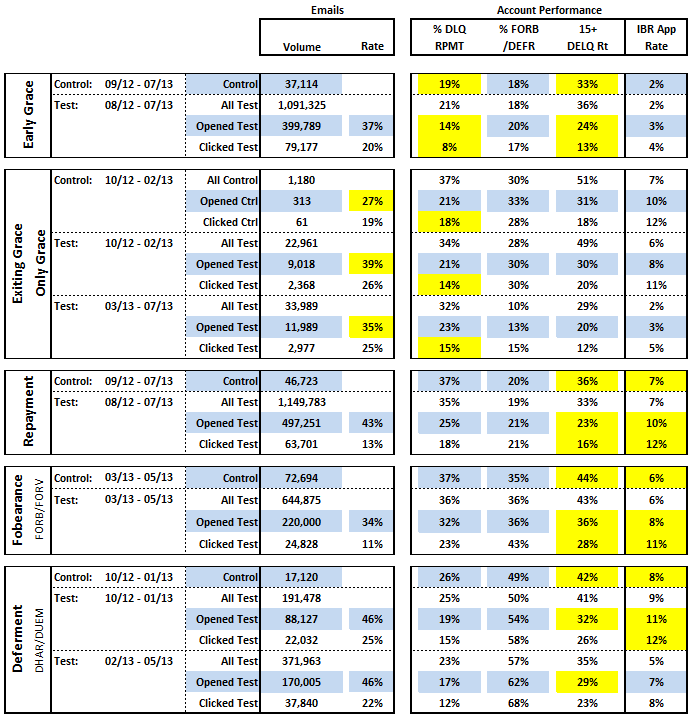 Emails Account Performance
Volume Rate % DLQ RPMT % FORB /DEFR 15+ DELQ Rt IBR App Rate
Early Grace
Control: 09/12 - 07/13 Control 37,114 19% 18% 33% 2%
Test: 08/12 - 07/13 All Test 1,091,325 21% 18% 36% 2%
Opened Test 399,789 37% 14% 20% 24% 3%
Clicked Test 79,177 20% 8% 17% 13% 4%
Exiting Grace
Only Grace
Control: 10/12 - 02/13 All Control 1,180 37% 30% 51% 7%
Opened Ctrl 313 27% 21% 33% 31% 10%
Clicked Ctrl 61 19% 18% 28% 18% 12%
Test: 10/12 - 02/13 All Test 22,961 34% 28% 49% 6%
Opened Test 9,018 39% 21% 30% 30% 8%
Clicked Test 2,368 26% 14% 30% 20% 11%
Test: 03/13 - 07/13 All Test 33,989 32% 10% 29% 2%
Opened Test 11,989 35% 23% 13% 20% 3%
Clicked Test 2,977 25% 15% 15% 12% 5%
Repayment
Control: 09/12 - 07/13 Control 46,723 37% 20% 36% 7%
Test: 08/12 - 07/13 All Test 1,149,783 35% 19% 33% 7%
Opened Test 497,251 43% 25% 21% 23% 10%
Clicked Test 63,701 13% 18% 21% 16% 12%
Fobearance
FORB/FORV
Control: 03/13 - 05/13 Control 72,694 37% 35% 44% 6%
Test: 03/13 - 05/13 All Test 644,875 36% 36% 43% 6%
Opened Test 220,000 34% 32% 36% 36% 8%
Clicked Test 24,828 11% 23% 43% 28% 11%
Deferment
DHAR/DUEM
Control: 10/12 - 01/13 Control 17,120 26% 49% 42% 8%
Test: 10/12 - 01/13 All Test 191,478 25% 50% 41% 9%
Opened Test 88,127 46% 19% 54% 32% 11%
Clicked Test 22,032 25% 15% 58% 26% 12%
Test: 02/13 - 05/13 All Test 371,963 23% 57% 35% 5%
Opened Test 170,005 46% 17% 62% 29% 7%
Clicked Test 37,840 22% 12% 68% 23% 8%